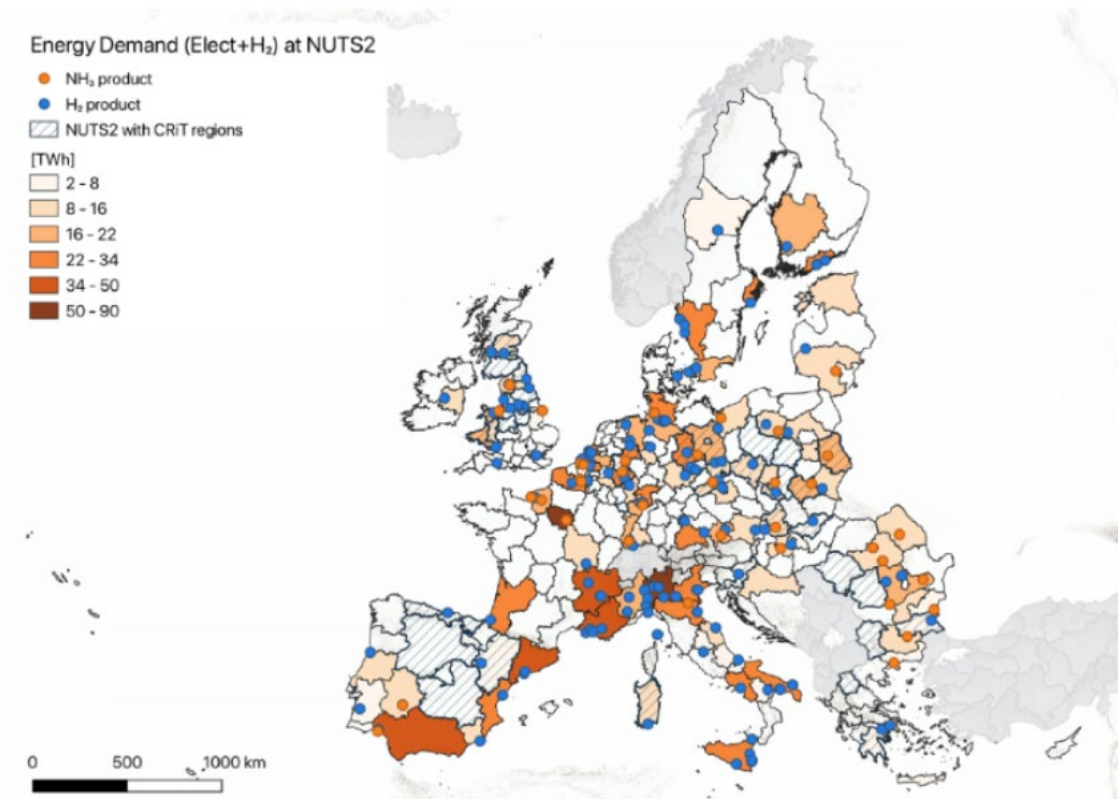 Energy Demand (Elect+H₂) at NUTS2
NH₃ product
H₂ product
NUTS2 with CRiT regions
[TWh]
2 - 8
8 - 16
16 - 22
22 - 34
34 - 50
50 - 90
0 500 1000 km